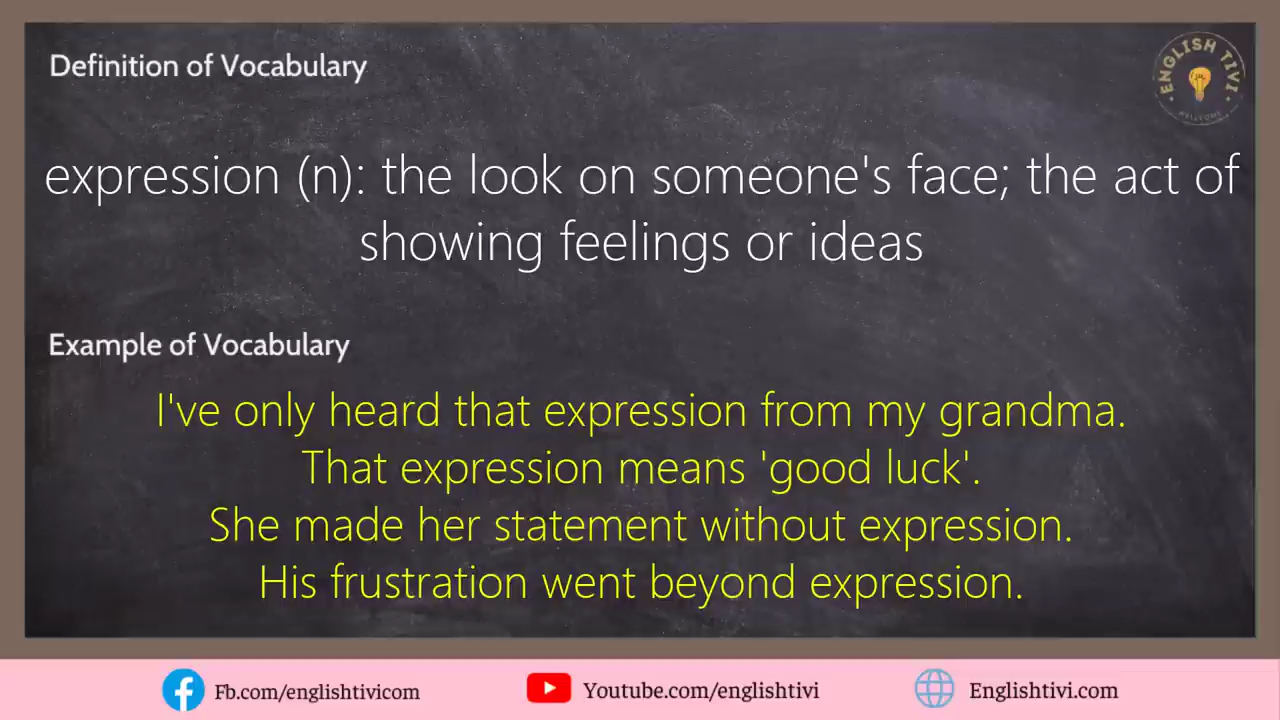 Definition of Vocabulary
ENGLISH TIVI
expression (n): the look on someone's face; the act of
showing feelings or ideas
Example of Vocabulary
I've only heard that expression from my grandma.
That expression means 'good luck'.
She made her statement without expression.
His frustration went beyond expression.
Fb.com/englishtivicom
Youtube.com/englishtivi
Englishtivi.com